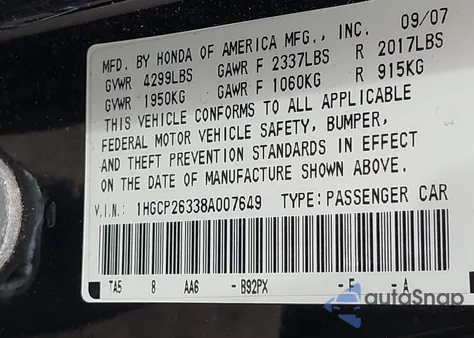 MFD. BY HONDA OF AMERICA MFG., INC. 09/07
GVWR 4299LBS GAWR F 2337LBS R 2017LBS
GVWR 1950KG GAWR F 1060KG R 915KG
THIS VEHICLE CONFORMS TO ALL APPLICABLE
FEDERAL MOTOR VEHICLE SAFETY, BUMPER,
AND THEFT PREVENTION STANDARDS IN EFFECT
ON THE DATE OF MANUFACTURE SHOWN ABOVE.
V.I.N.: 1HGCP26338A007649 TYPE:PASSENGER CAR
TA5 8 AA6 -B92PX -E -A
autoSnap